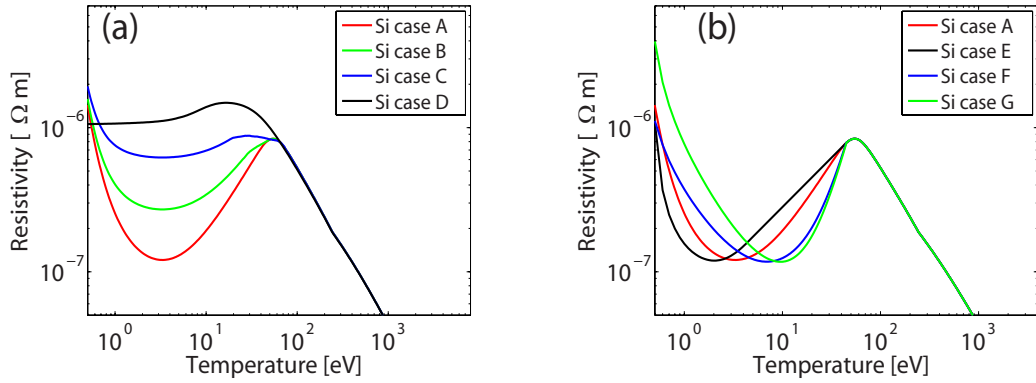 (a)
Si case A
Si case B
Si case C
Si case D
Resistivity [ Ω m]
10⁻⁶
10⁻⁷
10⁰ 10¹ 10² 10³
Temperature [eV]
(b)
Si case A
Si case E
Si case F
Si case G
Resistivity [ Ω m]
10⁻⁶
10⁻⁷
10⁰ 10¹ 10² 10³
Temperature [eV]